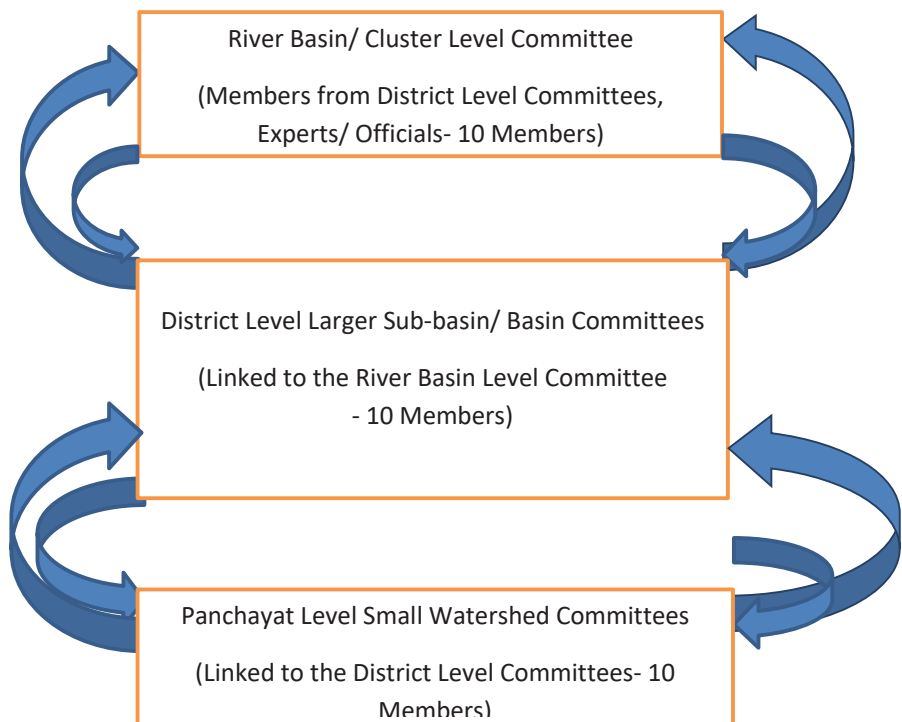 River Basin/ Cluster Level Committee
(Members from District Level Committees,
Experts/ Officials- 10 Members)
District Level Larger Sub-basin/ Basin Committees
(Linked to the River Basin Level Committee
- 10 Members)
Panchayat Level Small Watershed Committees
(Linked to the District Level Committees- 10
Members)